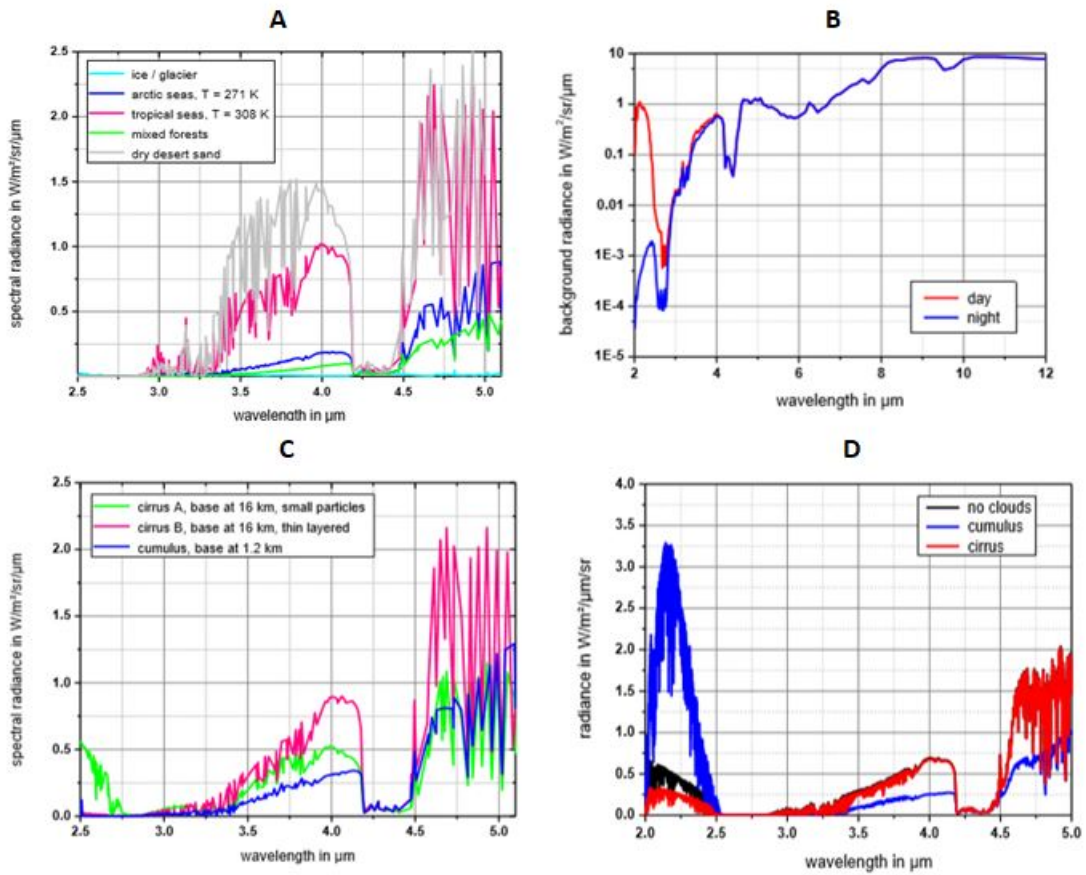 A
spectral radiance in W/m²/sr/µm
2.5
2.0
1.5
1.0
0.5
ice / glacier
arctic seas, T = 271 K
tropical seas, T = 308 K
mixed forests
dry desert sand
2.5 3.0 3.5 4.0 4.5 5.0
wavelength in µm
B
background radiance in W/m²/sr/µm
10
1
0.1
0.01
1E-3
1E-4
1E-5
day
night
2 4 6 8 10 12
wavelength in µm
C
spectral radiance in W/m²/sr/µm
2.5
2.0
1.5
1.0
0.5
0.0
cirrus A, base at 16 km, small particles
cirrus B, base at 16 km, thin layered
cumulus, base at 1.2 km
2.5 3.0 3.5 4.0 4.5 5.0
wavelength in µm
D
radiance in W/m²/µm/sr
4.0
3.5
3.0
2.5
2.0
1.5
1.0
0.5
0.0
no clouds
cumulus
cirrus
2.0 2.5 3.0 3.5 4.0 4.5 5.0
wavelength in µm